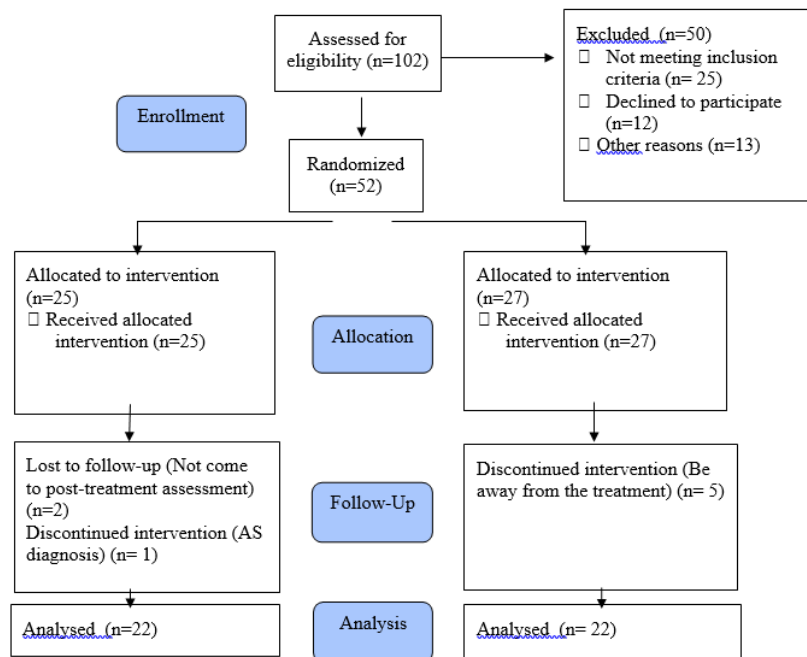 Assessed for
eligibility (n=102)
Excluded (n=50)
☐ Not meeting inclusion
criteria (n= 25)
☐ Declined to participate
(n=12)
☐ Other reasons (n=13)
Enrollment
Randomized
(n=52)
Allocated to intervention
(n=25)
☐ Received allocated
intervention (n=25)
Allocation
Allocated to intervention
(n=27)
☐ Received allocated
intervention (n=27)
Lost to follow-up (Not come
to post-treatment assessment)
(n=2)
Discontinued intervention (AS
diagnosis) (n= 1)
Follow-Up
Discontinued intervention (Be
away from the treatment) (n= 5)
Analysed (n=22)
Analysis
Analysed (n= 22)